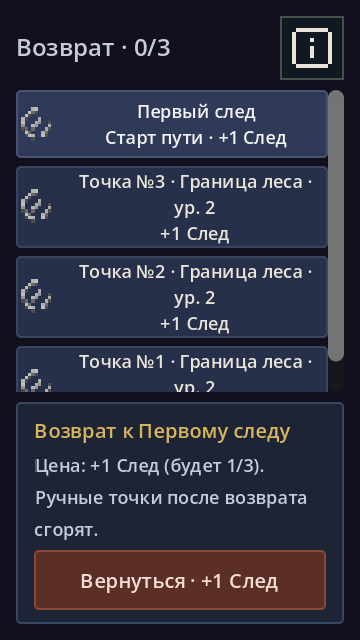 Возврат · 0/3
Первый след
Старт пути · +1 След
Точка №3 · Граница леса ·
ур. 2
+1 След
Точка №2 · Граница леса ·
ур. 2
+1 След
Точка №1 · Граница леса ·
ур. 2
Возврат к Первому следу
Цена: +1 След (будет 1/3).
Ручные точки после возврата
сгорят.
Вернуться · +1 След